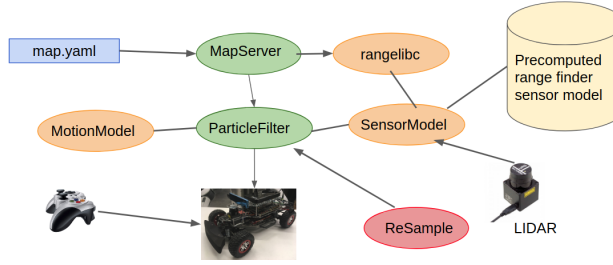 map.yaml
MapServer
rangelibc
Precomputed
range finder
sensor model
MotionModel
ParticleFilter
SensorModel
ReSample
LIDAR